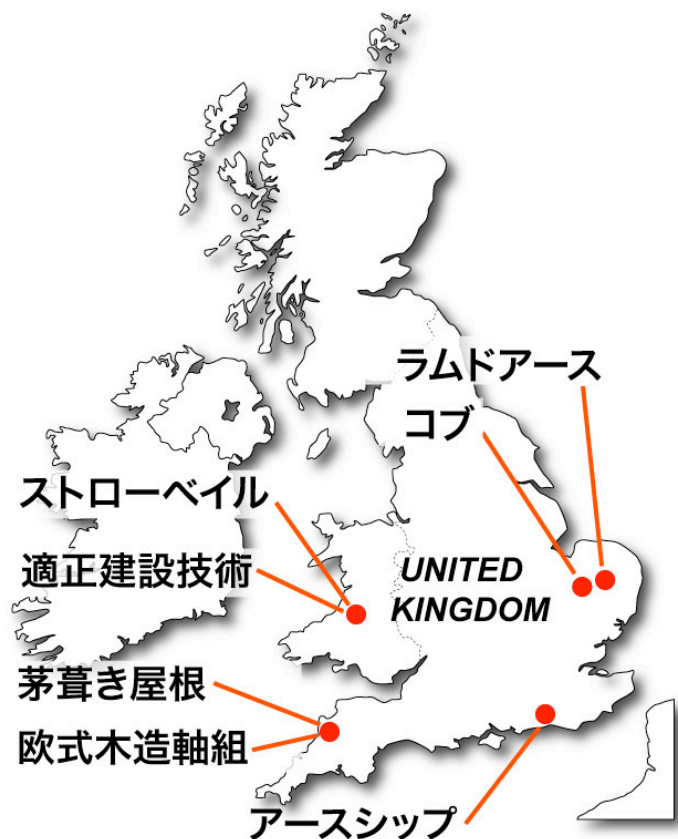 ラムドアース
コブ
ストローベイル
適正建設技術
UNITED
KINGDOM
茅葺き屋根
欧式木造軸組
アースシップ